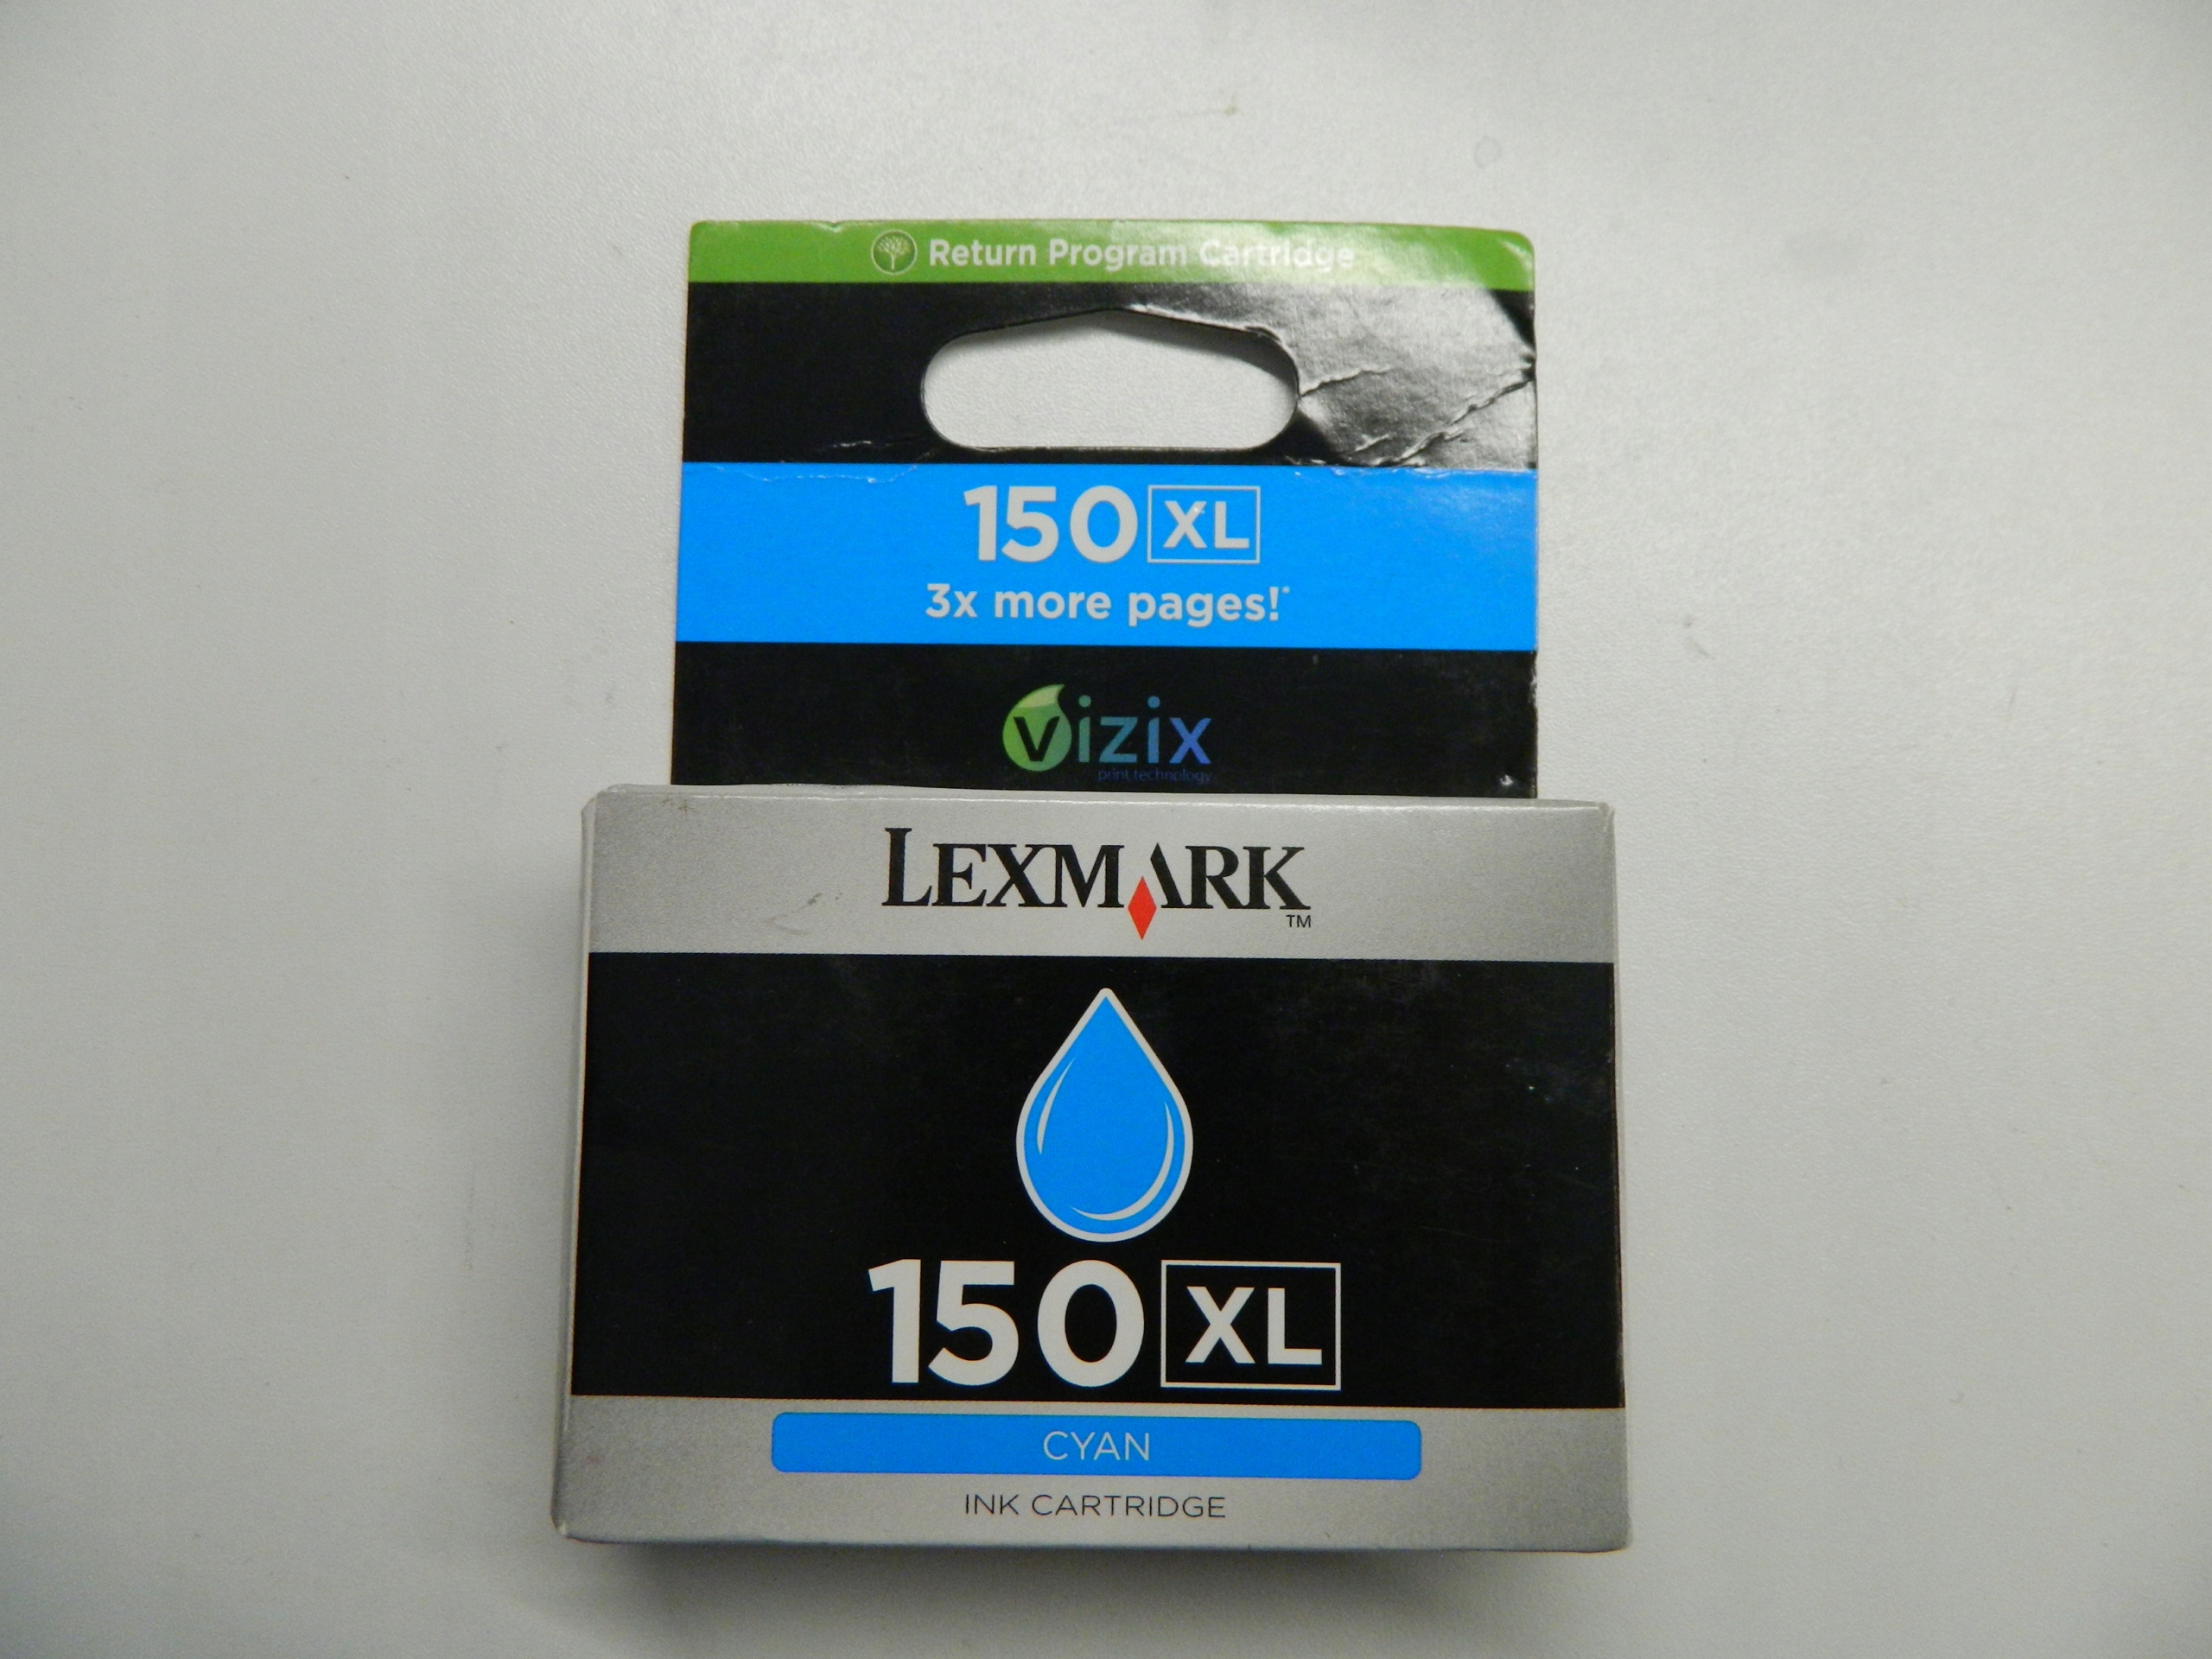 Return Program Cartridge
150 XL
3x more pages!*
vizix
print technology
LEXMARK™
150 XL
CYAN
INK CARTRIDGE